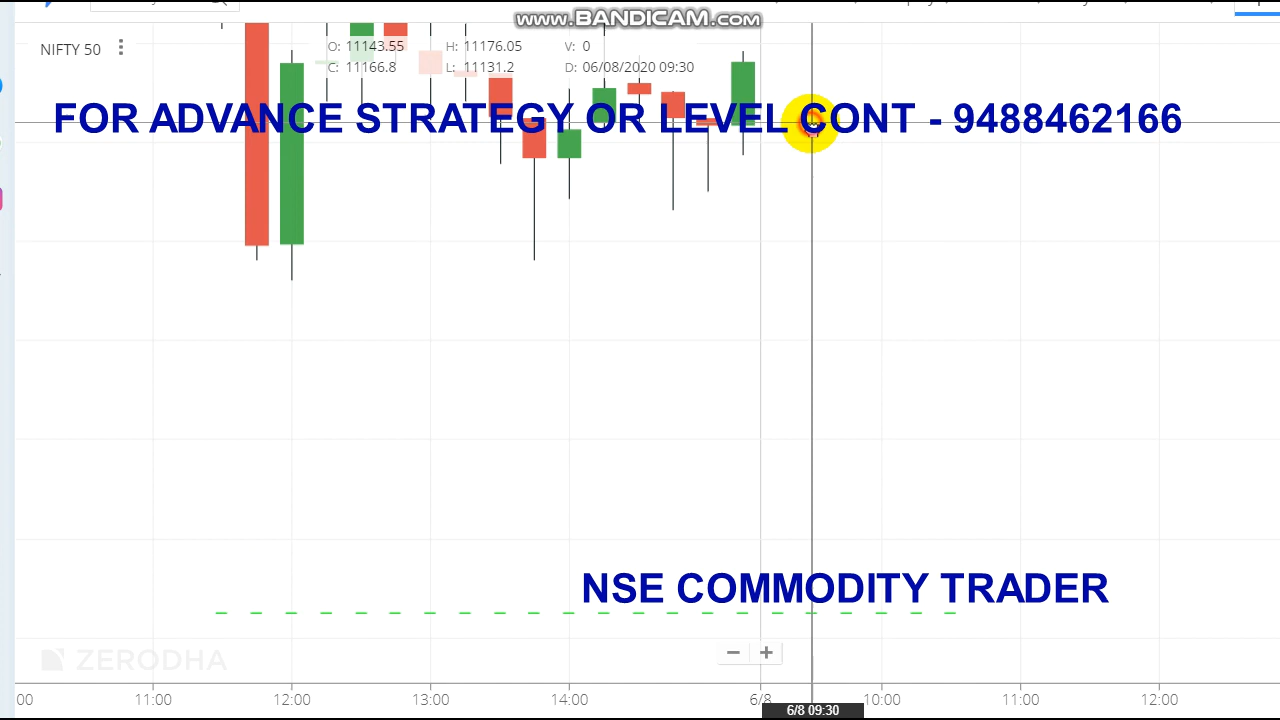 www.BANDICAM.com
NIFTY 50
O: 11143.55 H: 11176.05 V: 0
C: 11166.8 L: 11131.2 D: 06/08/2020 09:30
FOR ADVANCE STRATEGY OR LEVEL CONT - 9488462166
NSE COMMODITY TRADER
ZERODHA
− +
:00 11:00 12:00 13:00 14:00 6/8 10:00 11:00 12:00
6/8 09:30